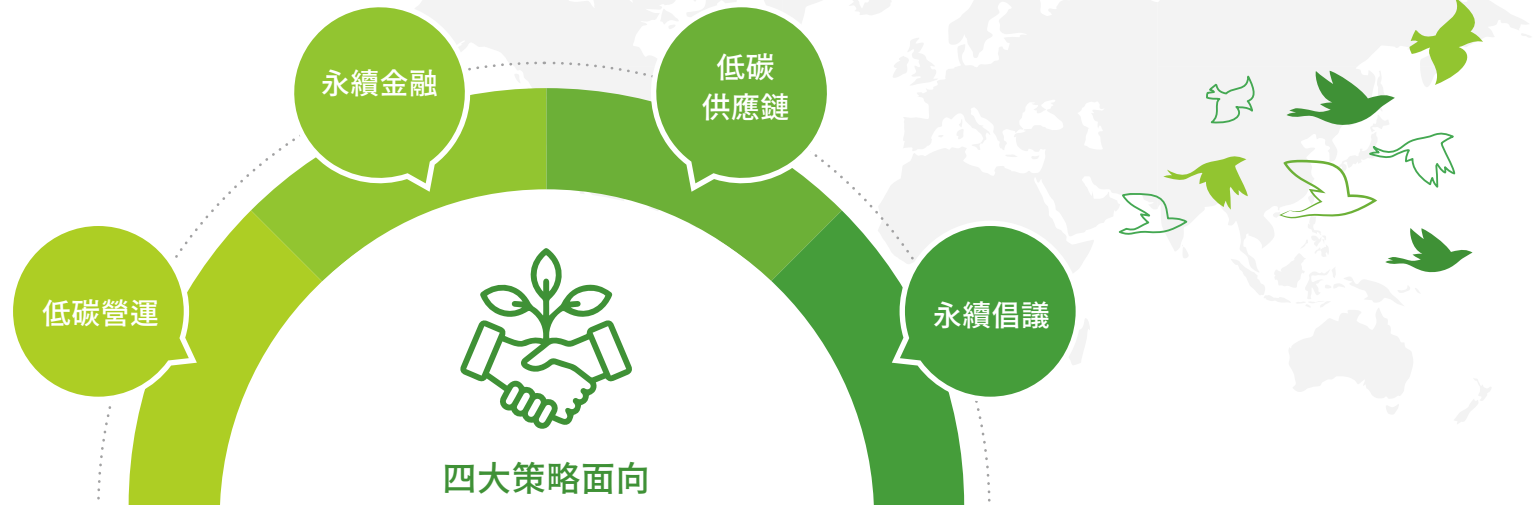 永續金融
低碳
供應鏈
低碳營運
永續倡議
四大策略面向